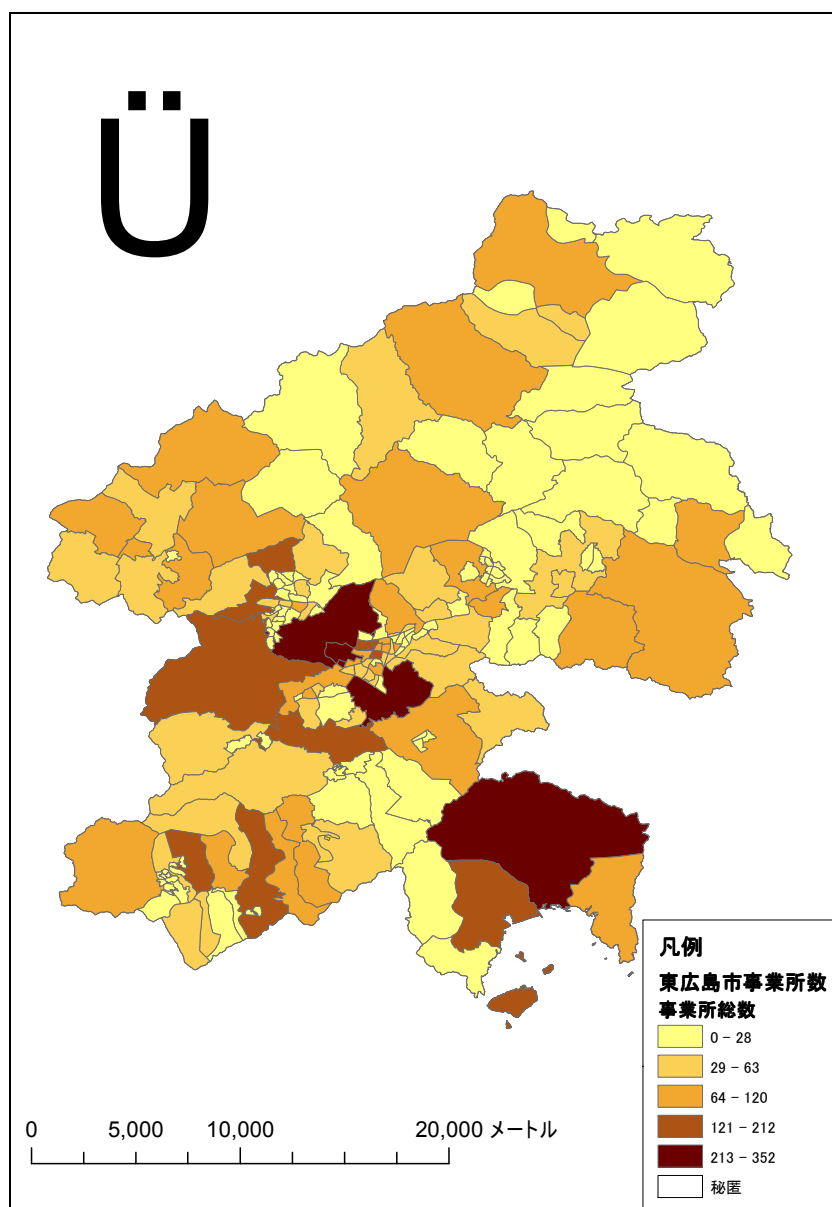 Ü
凡例
東広島市事業所数
事業所総数
0 - 28
29 - 63
64 - 120
121 - 212
213 - 352
秘匿
0 5,000 10,000 20,000 メートル